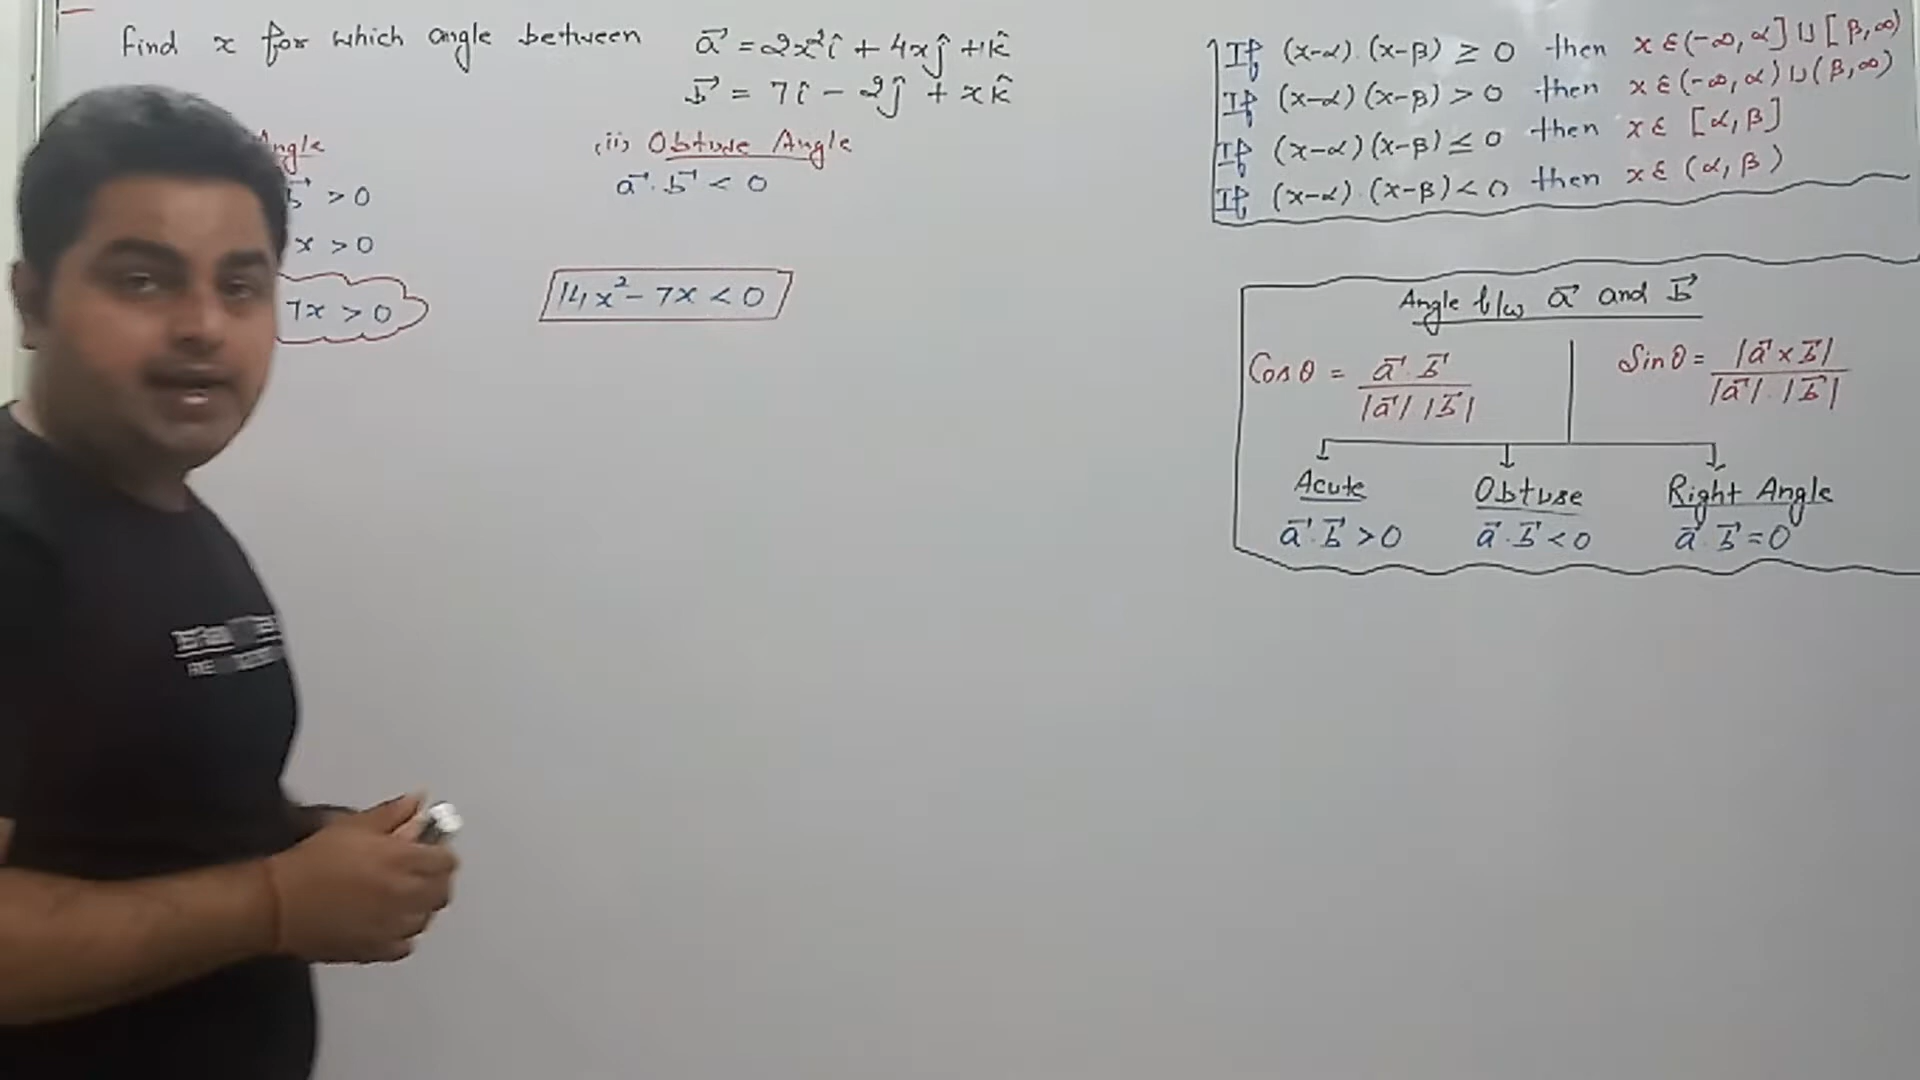 Find x for which angle between a⃗ = 2x²î + 4xĵ + 1k̂
b⃗ = 7î - 2ĵ + xk̂
Angle
b⃗ > 0
x > 0
7x > 0
(ii) Obtuse Angle
a⃗ . b⃗ < 0
14x² - 7x < 0
If (x-α).(x-β) ≥ 0 then x ∈ (-∞, α] ∪ [β, ∞)
If (x-α)(x-β) > 0 then x ∈ (-∞, α) ∪ (β, ∞)
If (x-α)(x-β) ≤ 0 then x ∈ [α, β]
If (x-α).(x-β) < 0 then x ∈ (α, β)
Angle b/w a⃗ and b⃗
Cos θ = a⃗ . b⃗ / |a⃗| |b⃗|
Sin θ = |a⃗ x b⃗| / |a⃗| . |b⃗|
Acute Obtuse Right Angle
a⃗ . b⃗ > 0 a⃗ . b⃗ < 0 a⃗ . b⃗ = 0